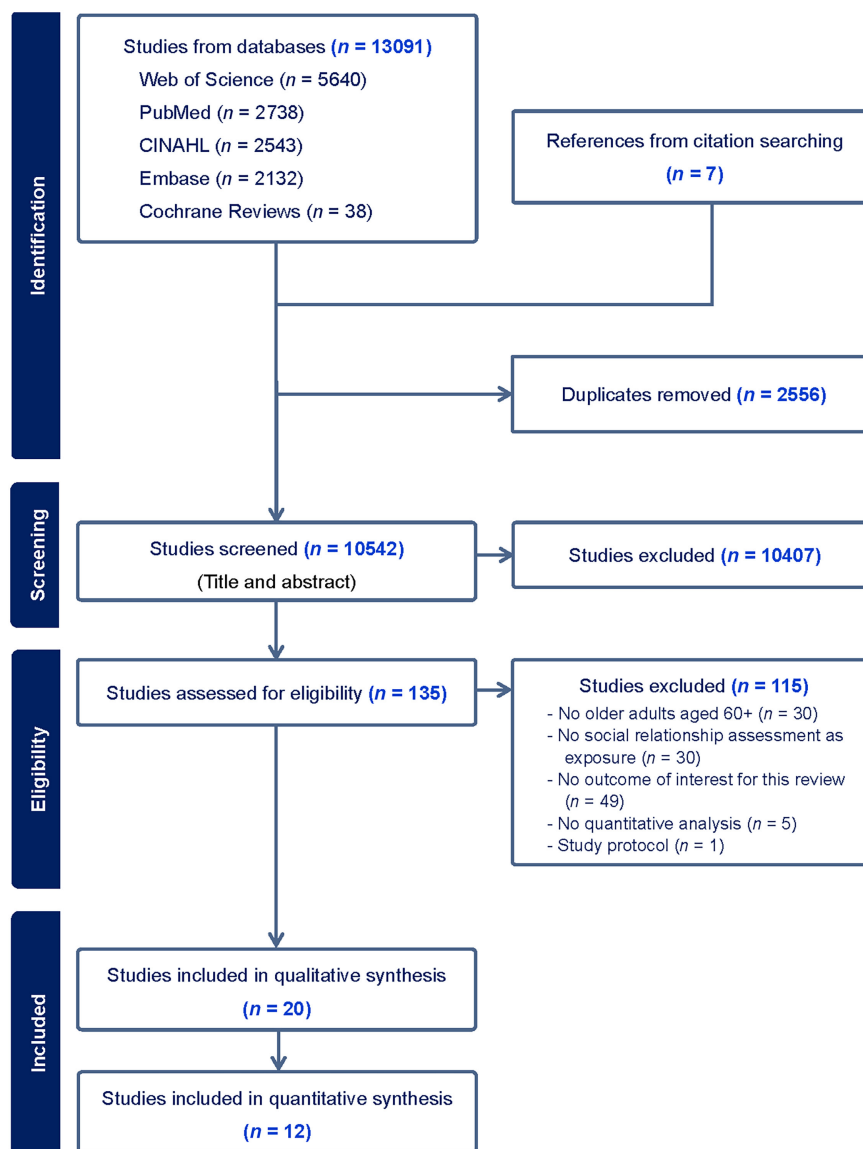 Identification
Studies from databases (n = 13091)
Web of Science (n = 5640)
PubMed (n = 2738)
CINAHL (n = 2543)
Embase (n = 2132)
Cochrane Reviews (n = 38)
References from citation searching
(n = 7)
Duplicates removed (n = 2556)
Screening
Studies screened (n = 10542)
(Title and abstract)
Studies excluded (n = 10407)
Eligibility
Studies assessed for eligibility (n = 135)
Studies excluded (n = 115)
- No older adults aged 60+ (n = 30)
- No social relationship assessment as
exposure (n = 30)
- No outcome of interest for this review
(n = 49)
- No quantitative analysis (n = 5)
- Study protocol (n = 1)
Included
Studies included in qualitative synthesis
(n = 20)
Studies included in quantitative synthesis
(n = 12)